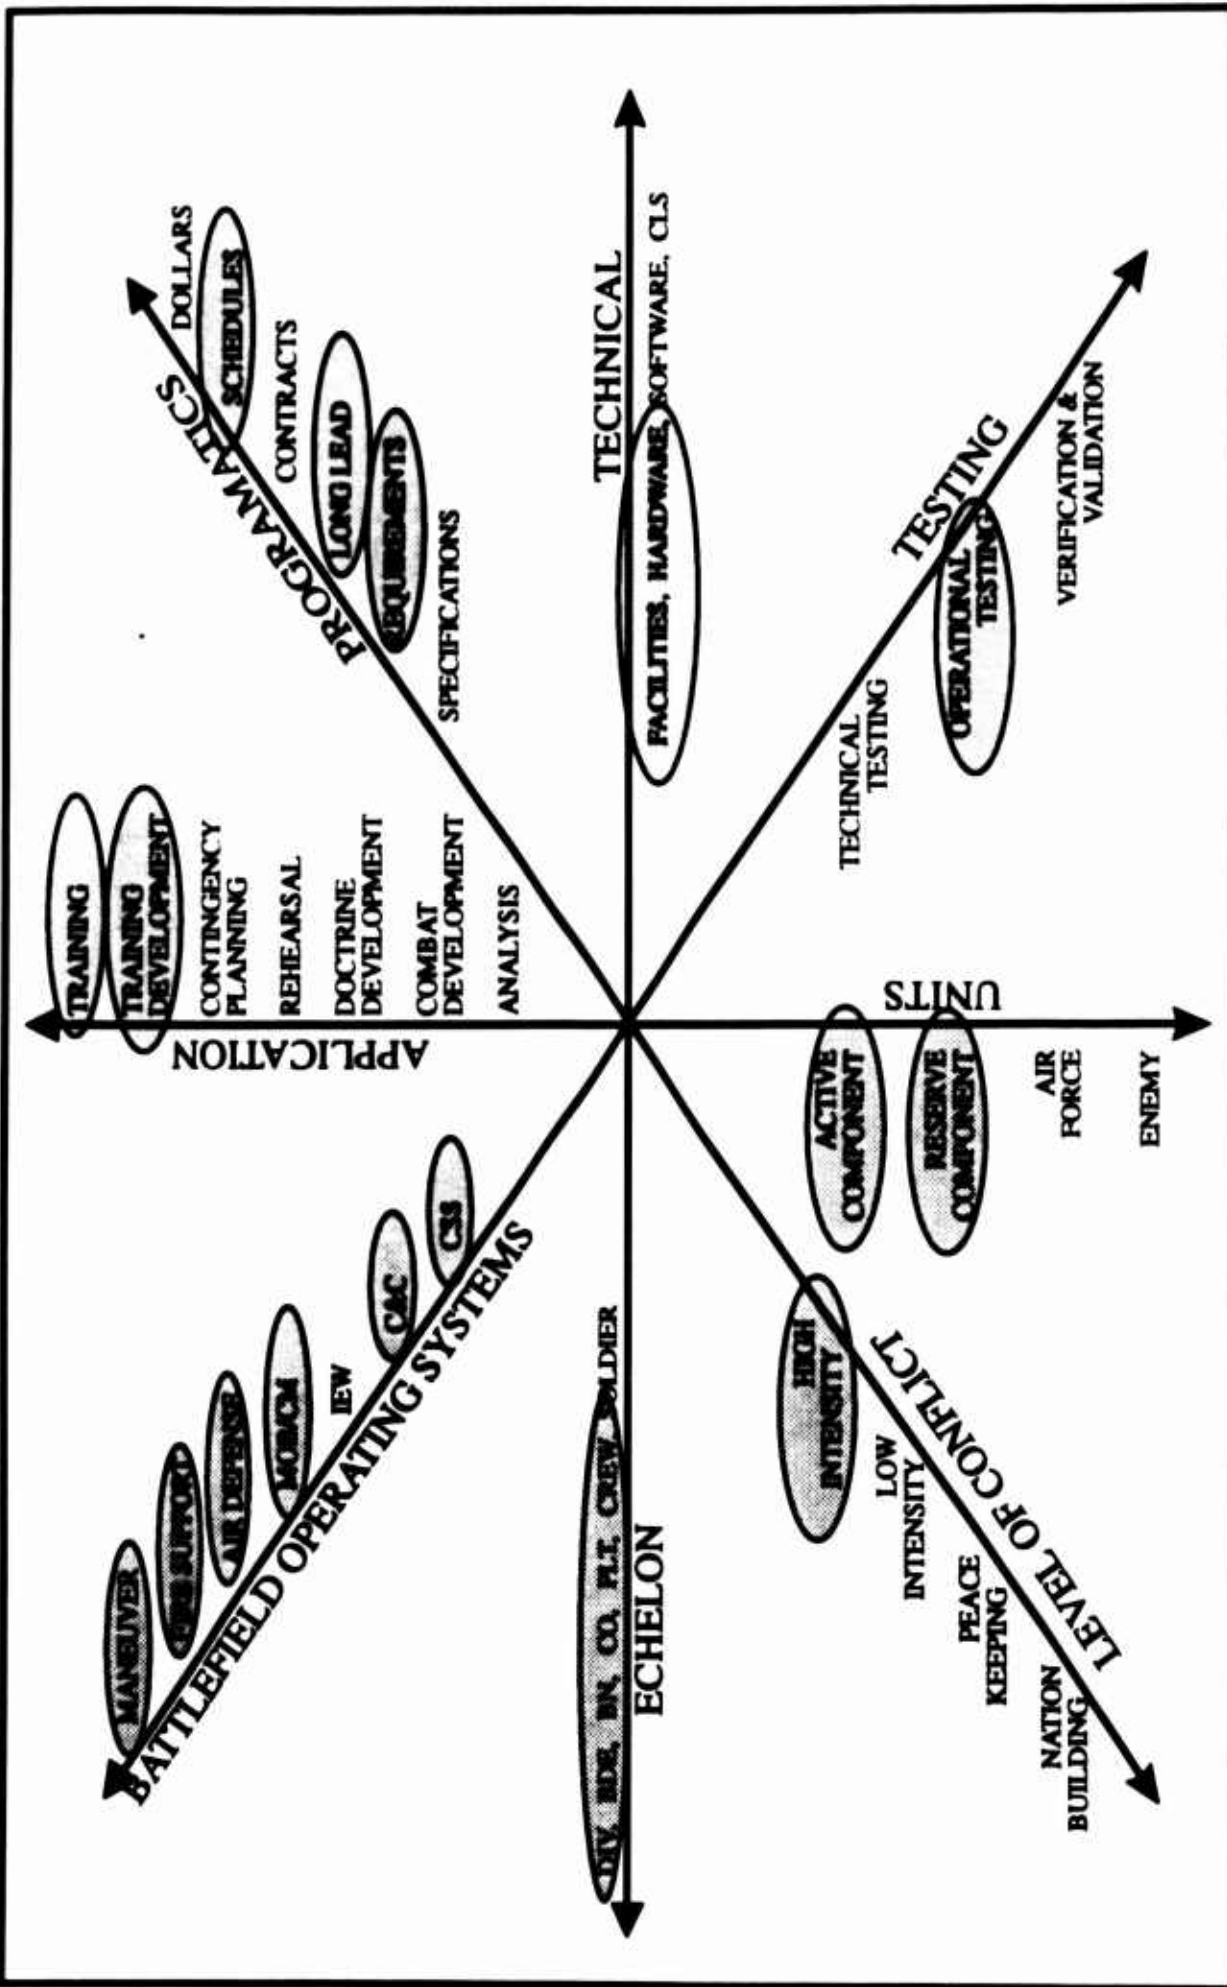 BATTLEFIELD OPERATING SYSTEMS
MANEUVER
FIRE SUPPORT
AIR DEFENSE
MOB/CM
IEW
C&C
CSS
APPLICATION
TRAINING
TRAINING
DEVELOPMENT
CONTINGENCY
PLANNING
REHEARSAL
DOCTRINE
DEVELOPMENT
COMBAT
DEVELOPMENT
ANALYSIS
PROGRAMATICS
DOLLARS
SCHEDULES
CONTRACTS
LONG LEAD
REQUIREMENTS
SPECIFICATIONS
DIV, BDE, BN, CO, PLT, CREW, SOLDIER
ECHELON
TECHNICAL
FACILITIES, HARDWARE, SOFTWARE, CLS
HIGH
INTENSITY
LOW
INTENSITY
PEACE
KEEPING
NATION
BUILDING
LEVEL OF CONFLICT
ACTIVE
COMPONENT
RESERVE
COMPONENT
AIR
FORCE
ENEMY
UNITS
TESTING
TECHNICAL
TESTING
OPERATIONAL
TESTING
VERIFICATION &
VALIDATION